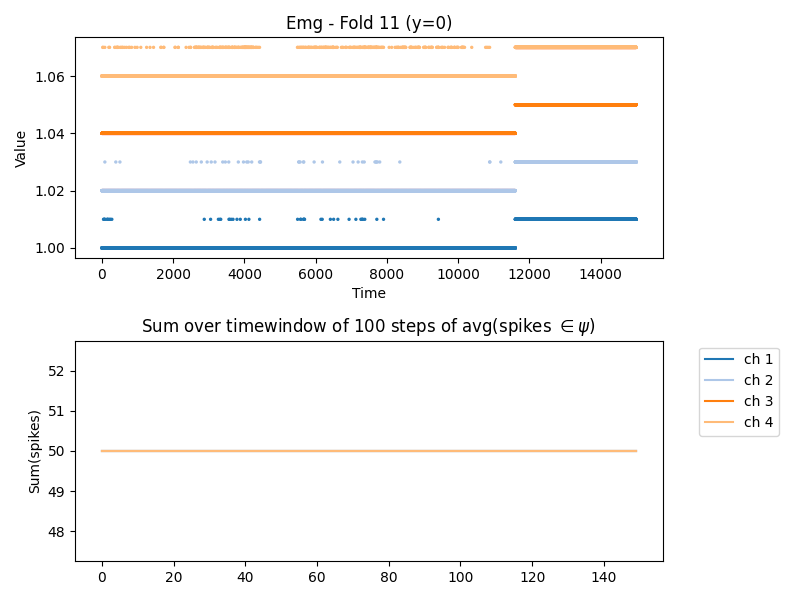 Emg - Fold 11 (y=0)
Value
1.06
1.04
1.02
1.00
0 2000 4000 6000 8000 10000 12000 14000
Time
Sum over timewindow of 100 steps of avg(spikes ∈ψ)
Sum(spikes)
52
51
50
49
48
0 20 40 60 80 100 120 140
ch 1
ch 2
ch 3
ch 4